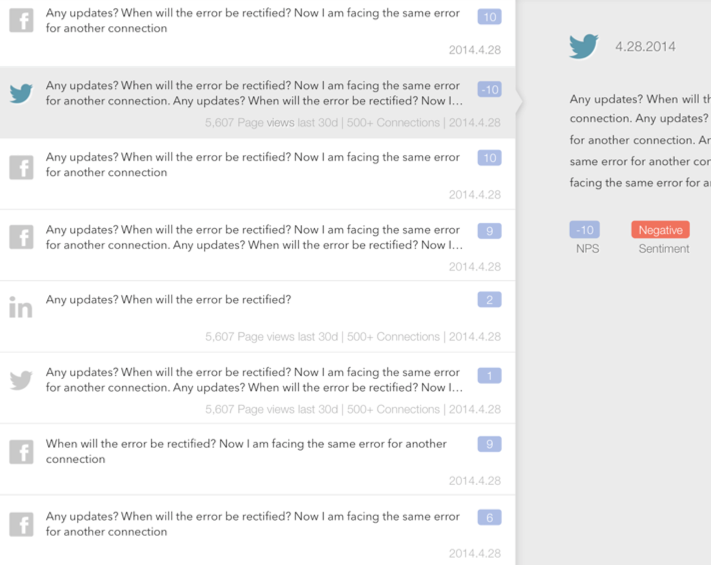 Any updates? When will the error be rectified? Now I am facing the same error
for another connection
10
2014.4.28
Any updates? When will the error be rectified? Now I am facing the same error
for another connection. Any updates? When will the error be rectified? Now I...
-10
5,607 Page views last 30d | 500+ Connections | 2014.4.28
Any updates? When will the error be rectified? Now I am facing the same error
for another connection
10
2014.4.28
Any updates? When will the error be rectified? Now I am facing the same error
for another connection. Any updates? When will the error be rectified? Now I...
9
2014.4.28
in
Any updates? When will the error be rectified?
2
5,607 Page views last 30d | 500+ Connections | 2014.4.28
Any updates? When will the error be rectified? Now I am facing the same error
for another connection. Any updates? When will the error be rectified? Now I...
1
5,607 Page views last 30d | 500+ Connections | 2014.4.28
When will the error be rectified? Now I am facing the same error for another
connection
9
2014.4.28
Any updates? When will the error be rectified? Now I am facing the same error
for another connection
6
2014.4.28
4.28.2014
Any updates? When will th
connection. Any updates?
for another connection. An
same error for another con
facing the same error for a
-10
Negative
NPS
Sentiment